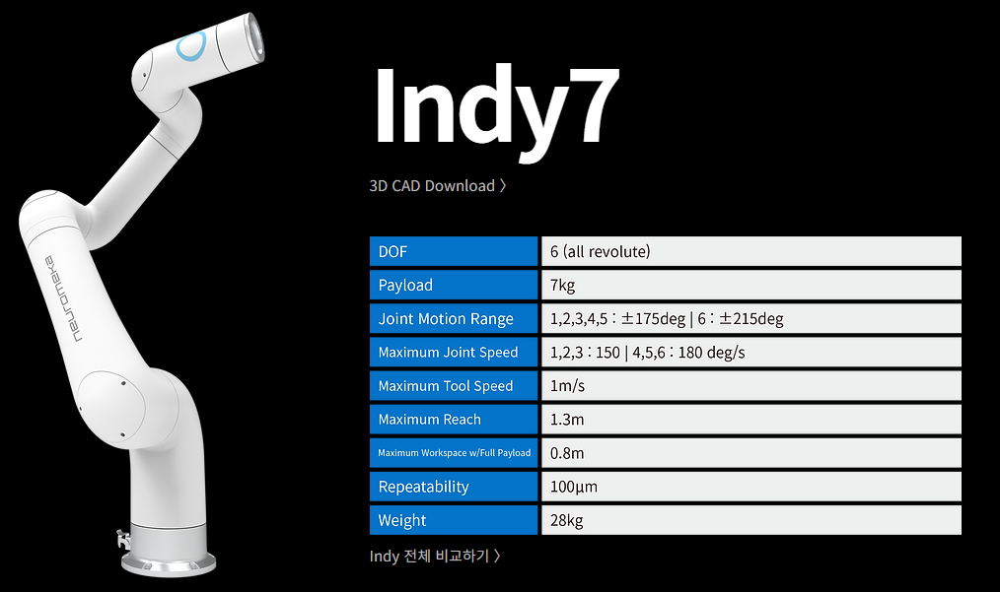 neuromeka
Indy7
3D CAD Download 〉
DOF 6 (all revolute)
Payload 7kg
Joint Motion Range 1,2,3,4,5 : ±175deg | 6 : ±215deg
Maximum Joint Speed 1,2,3 : 150 | 4,5,6 : 180 deg/s
Maximum Tool Speed 1m/s
Maximum Reach 1.3m
Maximum Workspace w/Full Payload 0.8m
Repeatability 100μm
Weight 28kg
Indy 전체 비교하기 〉